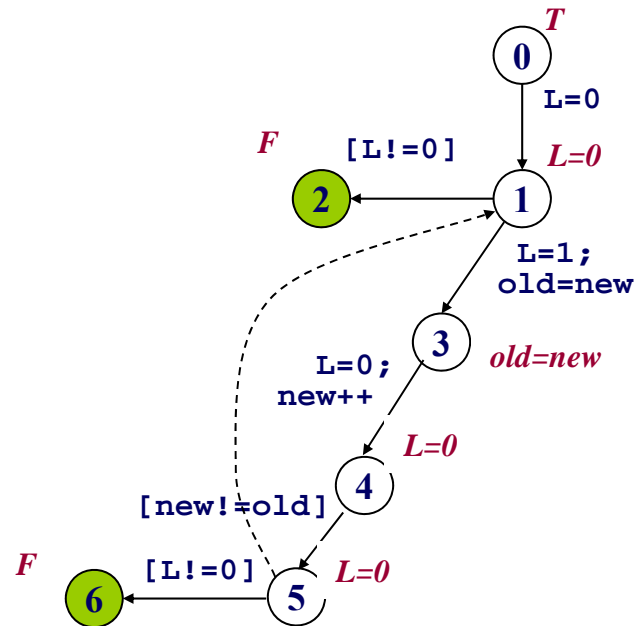 T
0
L=0
F
[L!=0]
L=0
2
1
L=1;
old=new
3
old=new
L=0;
new++
L=0
4
[new!=old]
F
[L!=0]
L=0
6
5